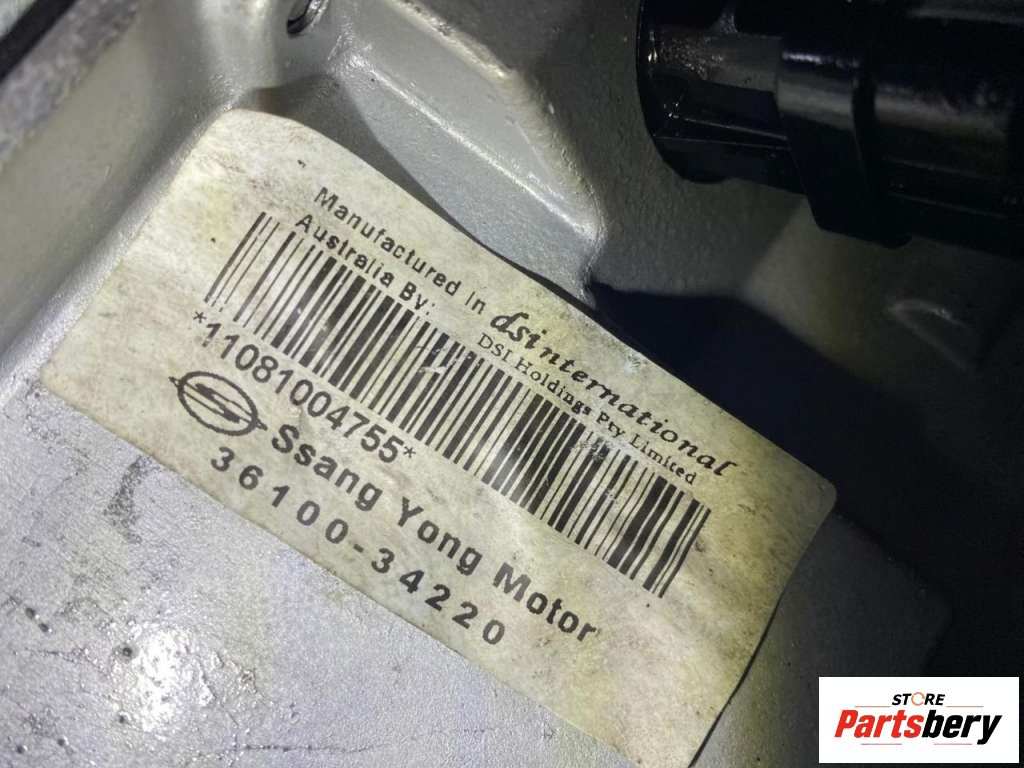 Manufactured In
Australia By:
dsinternational
DSI Holdings Pty Limited
*11081004755*
Ssang Yong Motor
36100-34220
STORE
Partsbery